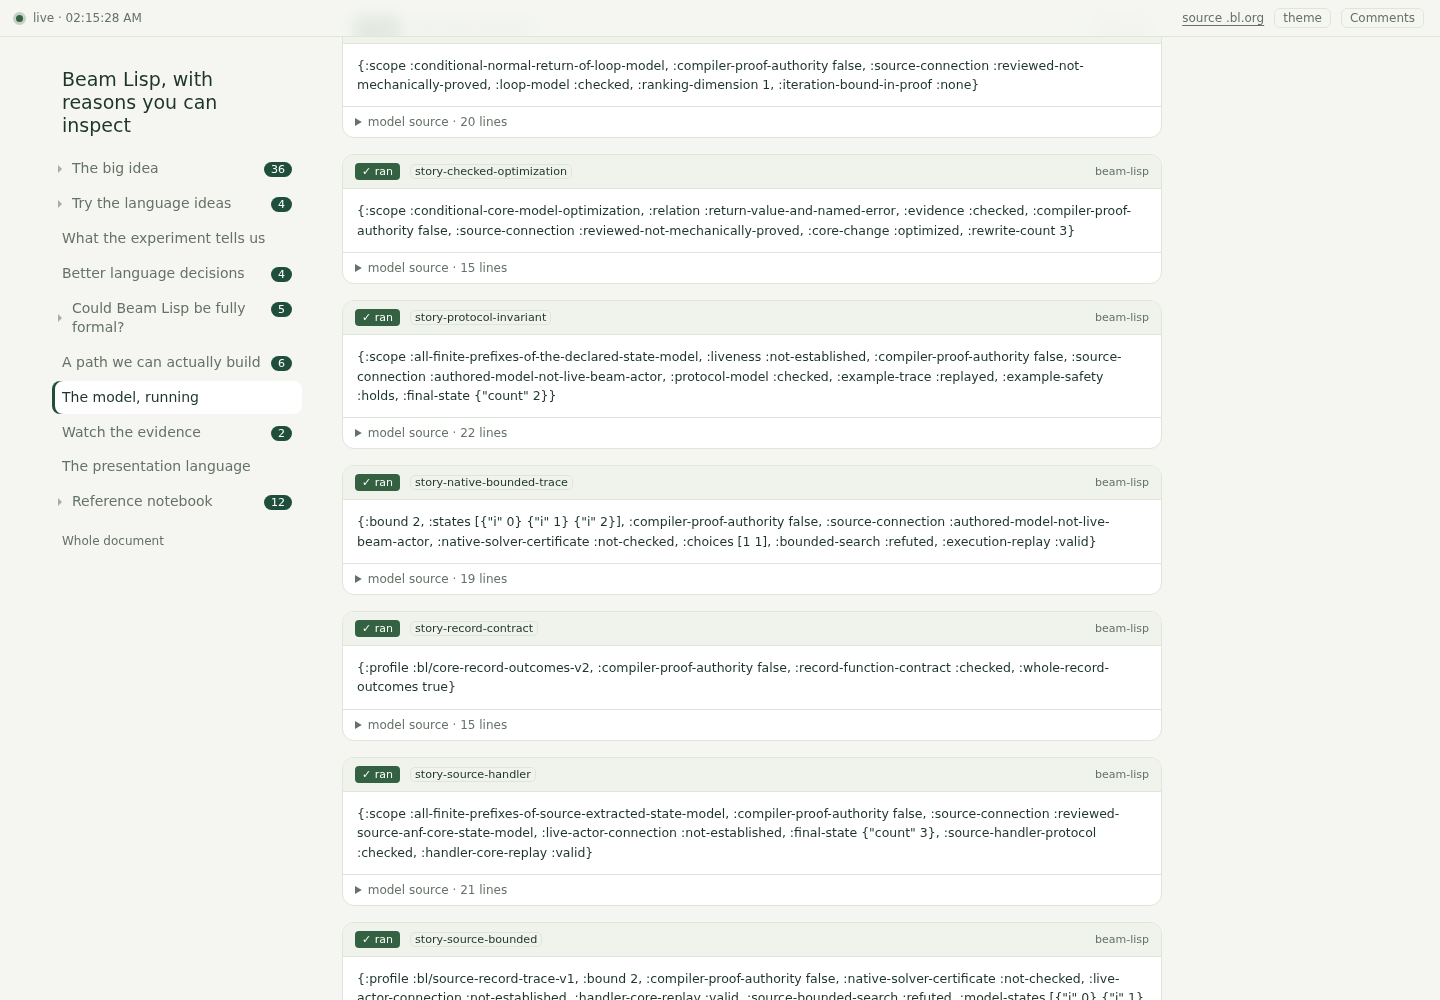 live · 02:15:28 AM
source .bl.org
theme
Comments
Beam Lisp, with
reasons you can
inspect
The big idea
36
Try the language ideas
4
What the experiment tells us
Better language decisions
4
Could Beam Lisp be fully
formal?
5
A path we can actually build
6
The model, running
Watch the evidence
2
The presentation language
Reference notebook
12
Whole document
{:scope :conditional-normal-return-of-loop-model, :compiler-proof-authority false, :source-connection :reviewed-not-
mechanically-proved, :loop-model :checked, :ranking-dimension 1, :iteration-bound-in-proof :none}
model source · 20 lines
✓ ran
story-checked-optimization
beam-lisp
{:scope :conditional-core-model-optimization, :relation :return-value-and-named-error, :evidence :checked, :compiler-proof-
authority false, :source-connection :reviewed-not-mechanically-proved, :core-change :optimized, :rewrite-count 3}
model source · 15 lines
✓ ran
story-protocol-invariant
beam-lisp
{:scope :all-finite-prefixes-of-the-declared-state-model, :liveness :not-established, :compiler-proof-authority false, :source-
connection :authored-model-not-live-beam-actor, :protocol-model :checked, :example-trace :replayed, :example-safety
:holds, :final-state {"count" 2}}
model source · 22 lines
✓ ran
story-native-bounded-trace
beam-lisp
{:bound 2, :states [{"i" 0} {"i" 1} {"i" 2}], :compiler-proof-authority false, :source-connection :authored-model-not-live-
beam-actor, :native-solver-certificate :not-checked, :choices [1 1], :bounded-search :refuted, :execution-replay :valid}
model source · 19 lines
✓ ran
story-record-contract
beam-lisp
{:profile :bl/core-record-outcomes-v2, :compiler-proof-authority false, :record-function-contract :checked, :whole-record-
outcomes true}
model source · 15 lines
✓ ran
story-source-handler
beam-lisp
{:scope :all-finite-prefixes-of-source-extracted-state-model, :compiler-proof-authority false, :source-connection :reviewed-
source-anf-core-state-model, :live-actor-connection :not-established, :final-state {"count" 3}, :source-handler-protocol
:checked, :handler-core-replay :valid}
model source · 21 lines
✓ ran
story-source-bounded
beam-lisp
{:profile :bl/source-record-trace-v1, :bound 2, :compiler-proof-authority false, :native-solver-certificate :not-checked, :live-
actor-connection :not-established, :handler-core-replay :valid, :source-bounded-search :refuted, :model-states [{"i" 0} {"i" 1}